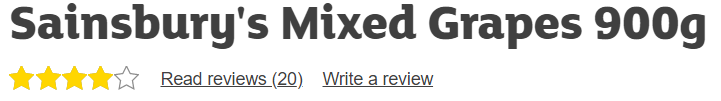 Sainsbury's Mixed Grapes 900g
Read reviews (20) Write a review